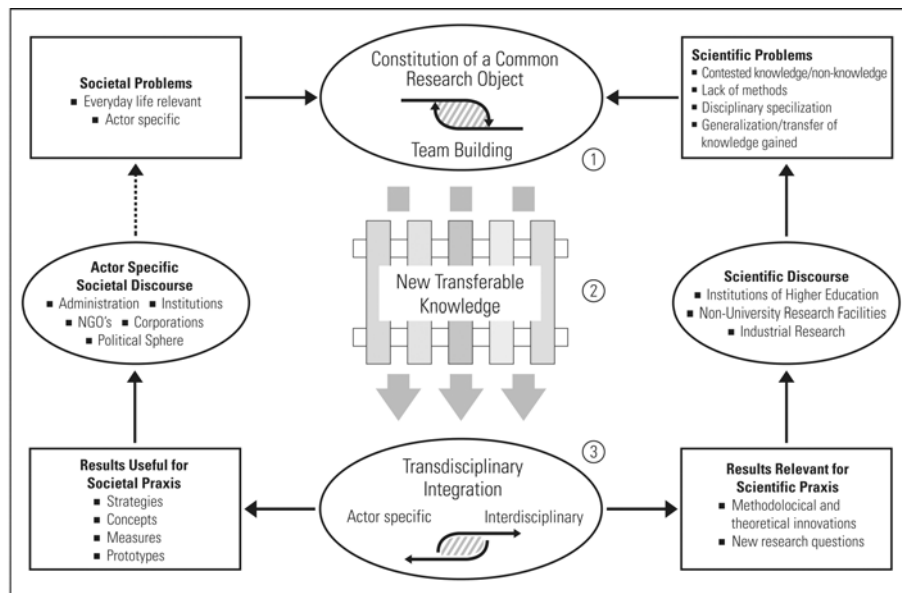 Societal Problems
■ Everyday life relevant
■ Actor specific
Constitution of a Common
Research Object
Team Building
1
Scientific Problems
■ Contested knowledge/non-knowledge
■ Lack of methods
■ Disciplinary specilization
■ Generalization/transfer of
knowledge gained
Actor Specific
Societal Discourse
■ Administration ■ Institutions
■ NGO's ■ Corporations
■ Political Sphere
New Transferable
Knowledge
2
Scientific Discourse
■ Institutions of Higher Education
■ Non-University Research Facilities
■ Industrial Research
Results Useful for
Societal Praxis
■ Strategies
■ Concepts
■ Measures
■ Prototypes
3
Transdisciplinary
Integration
Actor specific Interdisciplinary
Results Relevant for
Scientific Praxis
■ Methodolocical and
theoretical innovations
■ New research questions